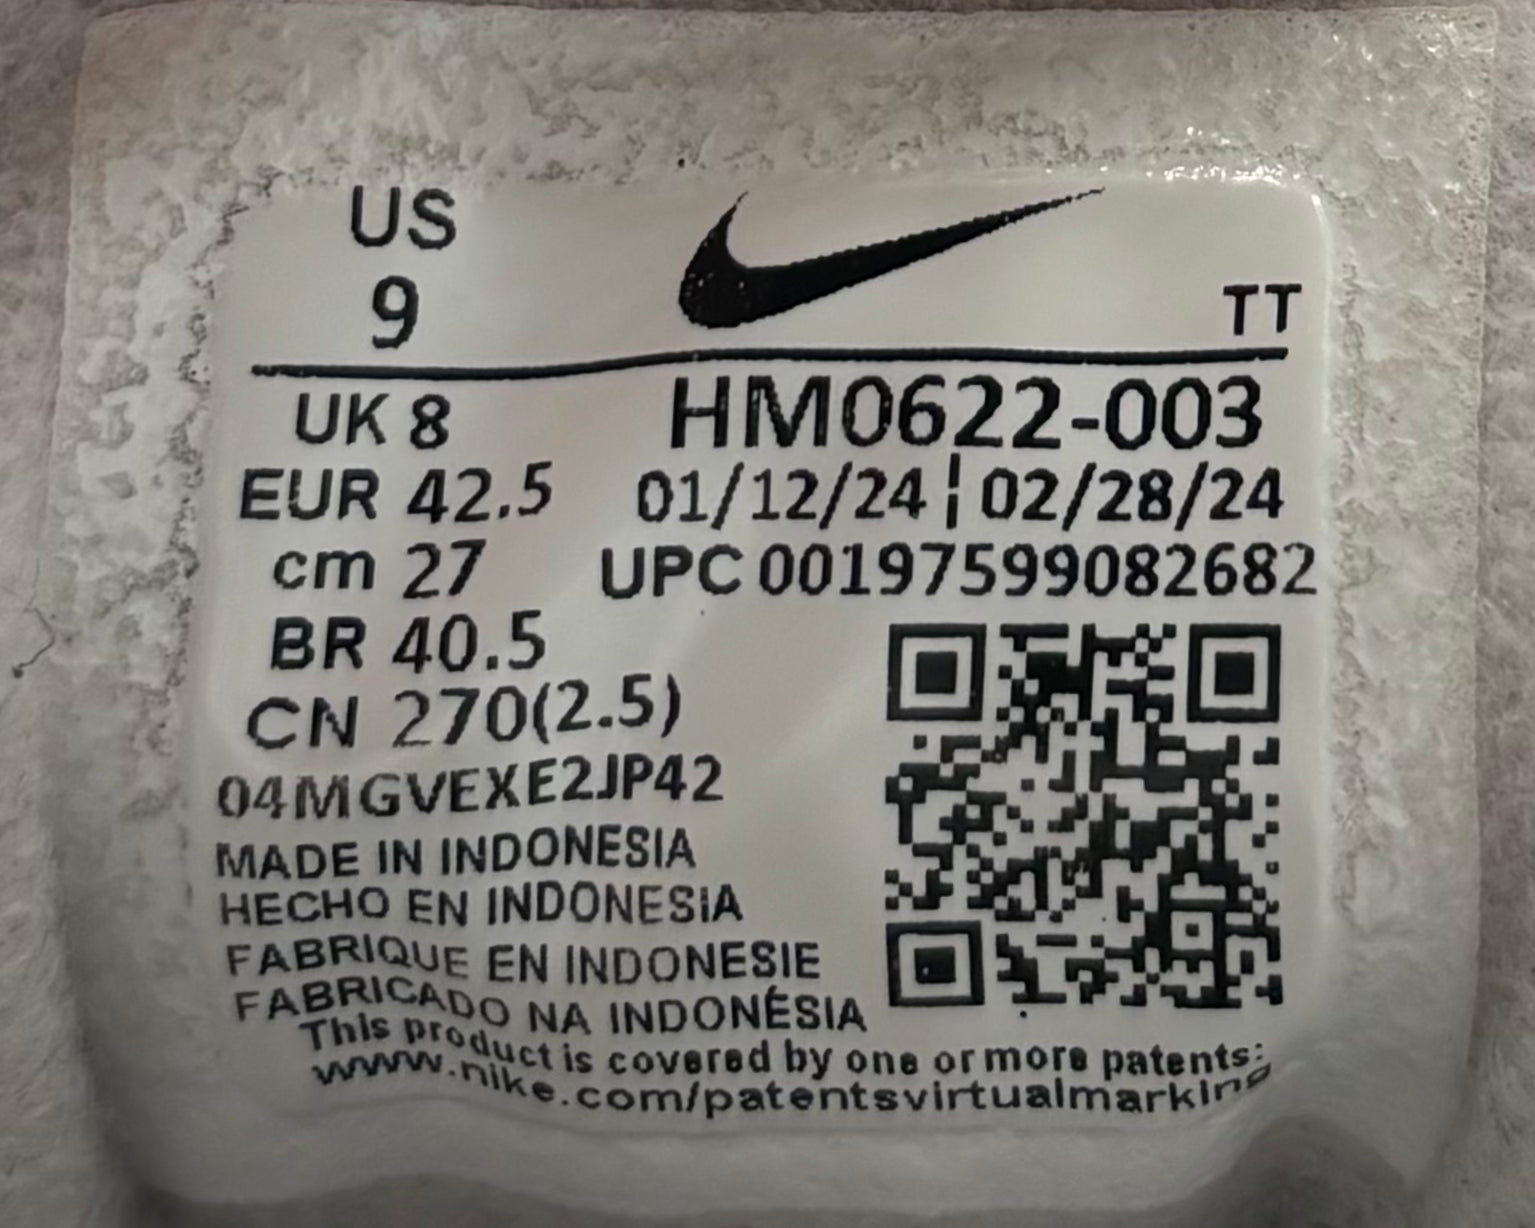 US
9
TT
UK 8
HM0622-003
EUR 42.5
01/12/24 ¦ 02/28/24
cm 27
UPC 00197599082682
BR 40.5
CN 270(2.5)
04MGVEXE2JP42
MADE IN INDONESIA
HECHO EN INDONESIA
FABRIQUE EN INDONESIE
FABRICADO NA INDONÉSIA
This product is covered by one or more patents:
www.nike.com/patentsvirtualmarking